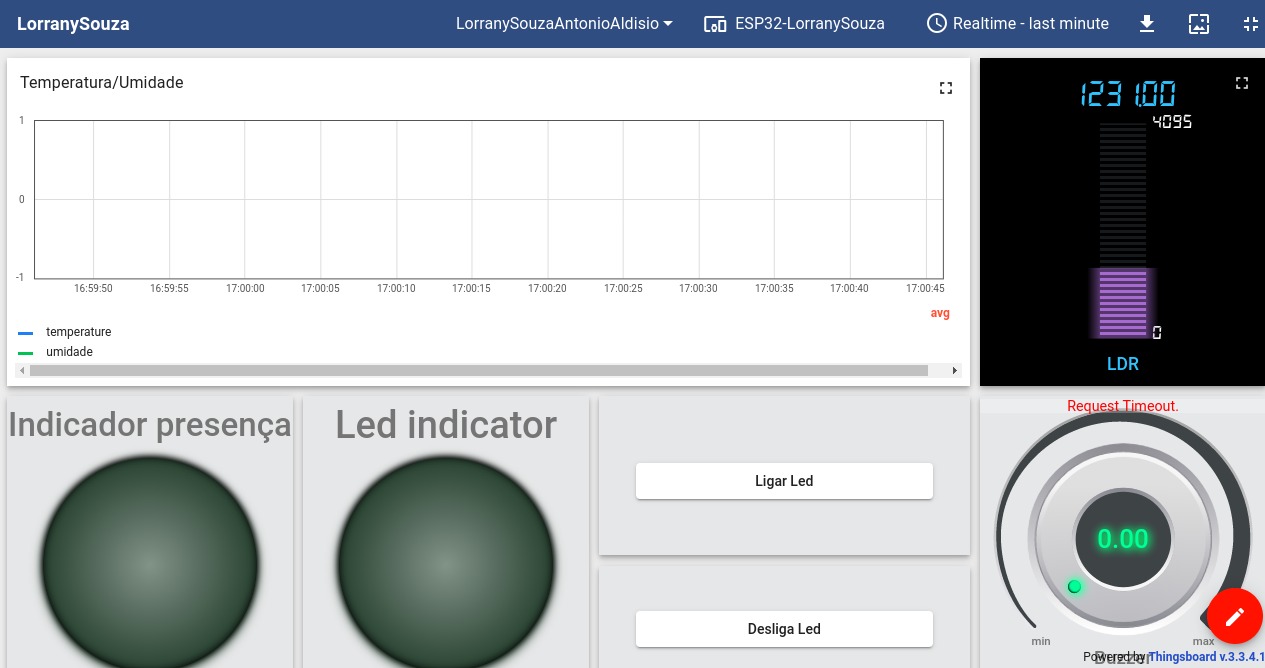 LorranySouza
LorranySouzaAntonioAldisio
ESP32-LorranySouza
Realtime - last minute
Temperatura/Umidade
1
0
-1
16:59:50 16:59:55 17:00:00 17:00:05 17:00:10 17:00:15 17:00:20 17:00:25 17:00:30 17:00:35 17:00:40 17:00:45
avg
temperature
umidade
1231.00
4095
0
LDR
Indicador presença
Led indicator
Ligar Led
Desliga Led
Request Timeout.
0.00
min
max
Buzzer
Powered by Thingsboard v.3.3.4.1